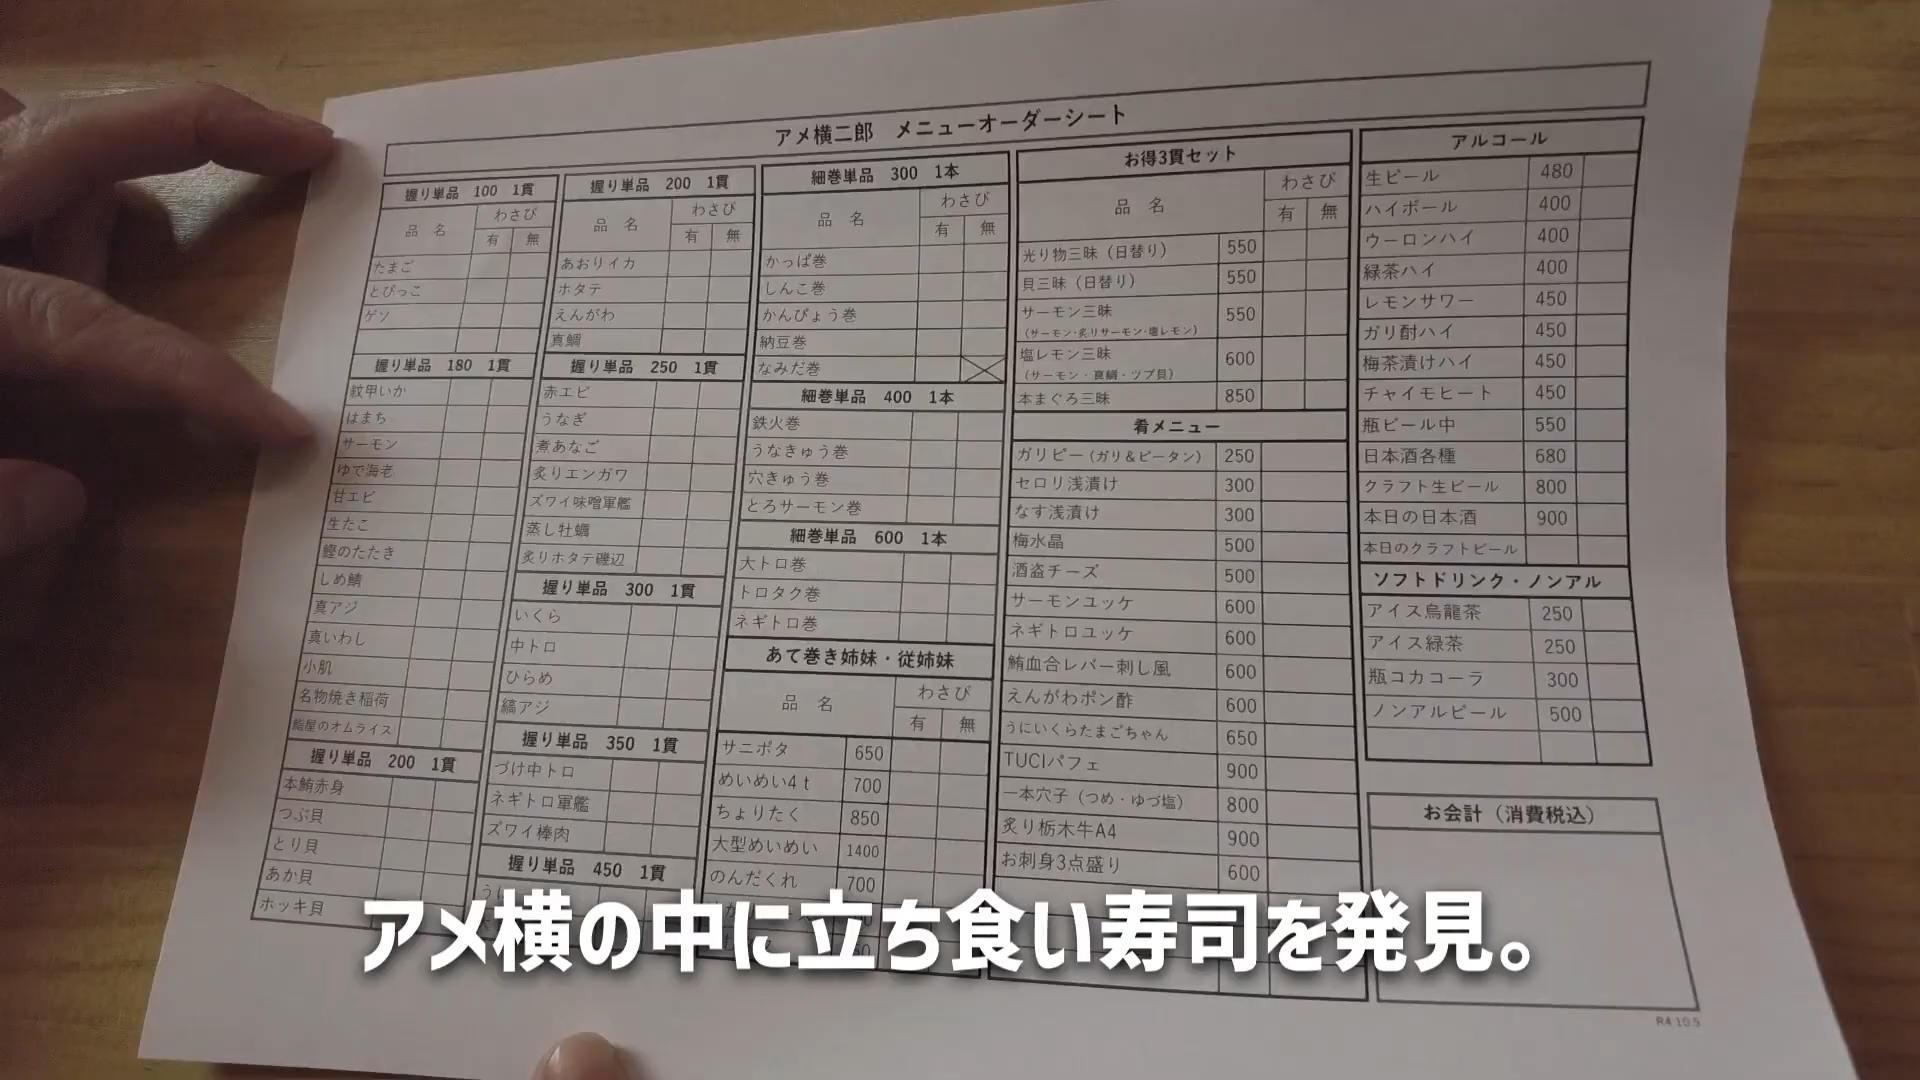 アメ横二郎 メニューオーダーシート
握り単品 100 1貫
品名 わさび
有 無
たまご
とびっこ
ゲソ
握り単品 180 1貫
紋甲いか
はまち
サーモン
ゆで海老
甘エビ
生たこ
鰹のたたき
しめ鯖
真アジ
真いわし
小肌
名物焼き稲荷
鮨屋のオムライス
握り単品 200 1貫
本鮪赤身
つぶ貝
とり貝
あか貝
ホッキ貝
握り単品 200 1貫
品名 わさび
有 無
あおりイカ
ホタテ
えんがわ
真鯛
握り単品 250 1貫
赤エビ
うなぎ
煮あなご
炙りエンガワ
ズワイ味噌軍艦
蒸し牡蠣
炙りホタテ磯辺
握り単品 300 1貫
いくら
中トロ
ひらめ
縞アジ
握り単品 350 1貫
づけ中トロ
ネギトロ軍艦
ズワイ棒肉
握り単品 450 1貫
細巻単品 300 1本
品名 わさび
有 無
かっぱ巻
しんこ巻
かんぴょう巻
納豆巻
なみだ巻
細巻単品 400 1本
鉄火巻
うなきゅう巻
穴きゅう巻
とろサーモン巻
細巻単品 600 1本
大トロ巻
トロタク巻
ネギトロ巻
あて巻き姉妹・従姉妹
品名 わさび
有 無
サニポタ 650
めいめい4t 700
ちょりたく 850
大型めいめい 1400
のんだくれ 700
お得3貫セット
品名 わさび
有 無
光り物三昧（日替り） 550
貝三昧（日替り） 550
サーモン三昧 550
（サーモン・炙りサーモン・塩レモン）
塩レモン三昧 600
（サーモン・真鯛・ツブ貝）
本まぐろ三昧 850
肴メニュー
ガリピー（ガリ＆ピータン） 250
セロリ浅漬け 300
なす浅漬け 300
梅水晶 500
酒盗チーズ 500
サーモンユッケ 600
ネギトロユッケ 600
鮪血合レバー刺し風 600
えんがわポン酢 600
うにいくらたまごちゃん 650
TUCIパフェ 900
一本穴子（つめ・ゆづ塩） 800
炙り栃木牛A4 900
お刺身3点盛り 600
アルコール
生ビール 480
ハイボール 400
ウーロンハイ 400
緑茶ハイ 400
レモンサワー 450
ガリ酎ハイ 450
梅茶漬けハイ 450
チャイモヒート 450
瓶ビール中 550
日本酒各種 680
クラフト生ビール 800
本日の日本酒 900
本日のクラフトビール
ソフトドリンク・ノンアル
アイス烏龍茶 250
アイス緑茶 250
瓶コカコーラ 300
ノンアルビール 500
お会計（消費税込）
R4.10.5
アメ横の中に立ち食い寿司を発見。